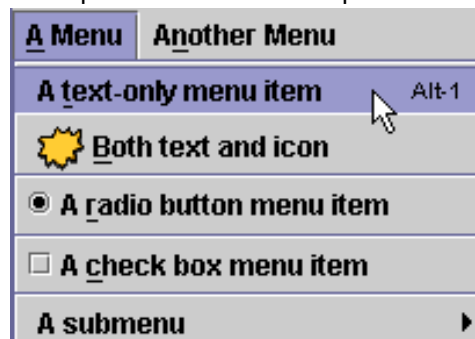 A Menu Another Menu
A text-only menu item Alt-1
Both text and icon
A radio button menu item
A check box menu item
A submenu